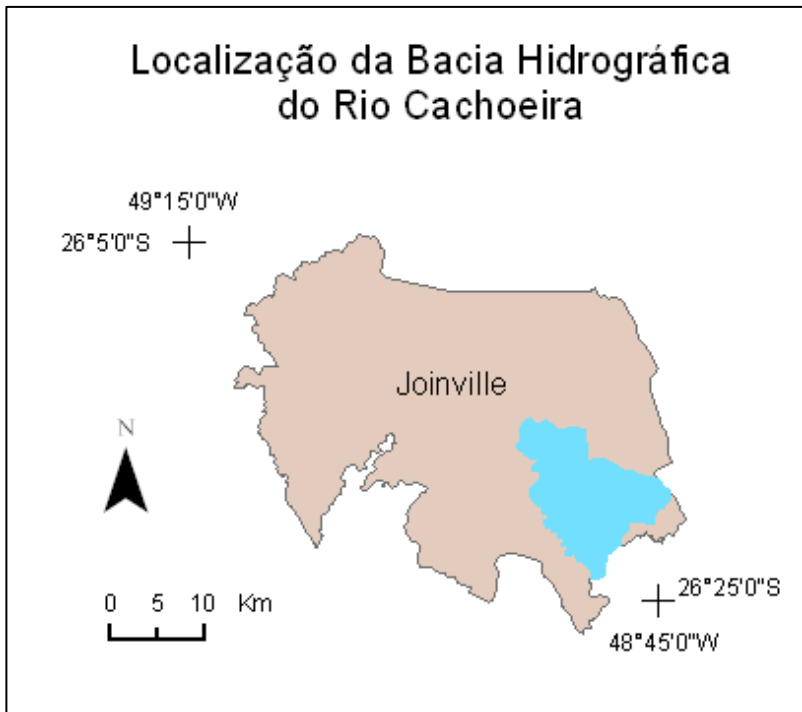 Localização da Bacia Hidrográfica
do Rio Cachoeira
49°15'0"W
26°5'0"S
Joinville
N
0 5 10 Km
26°25'0"S
48°45'0"W